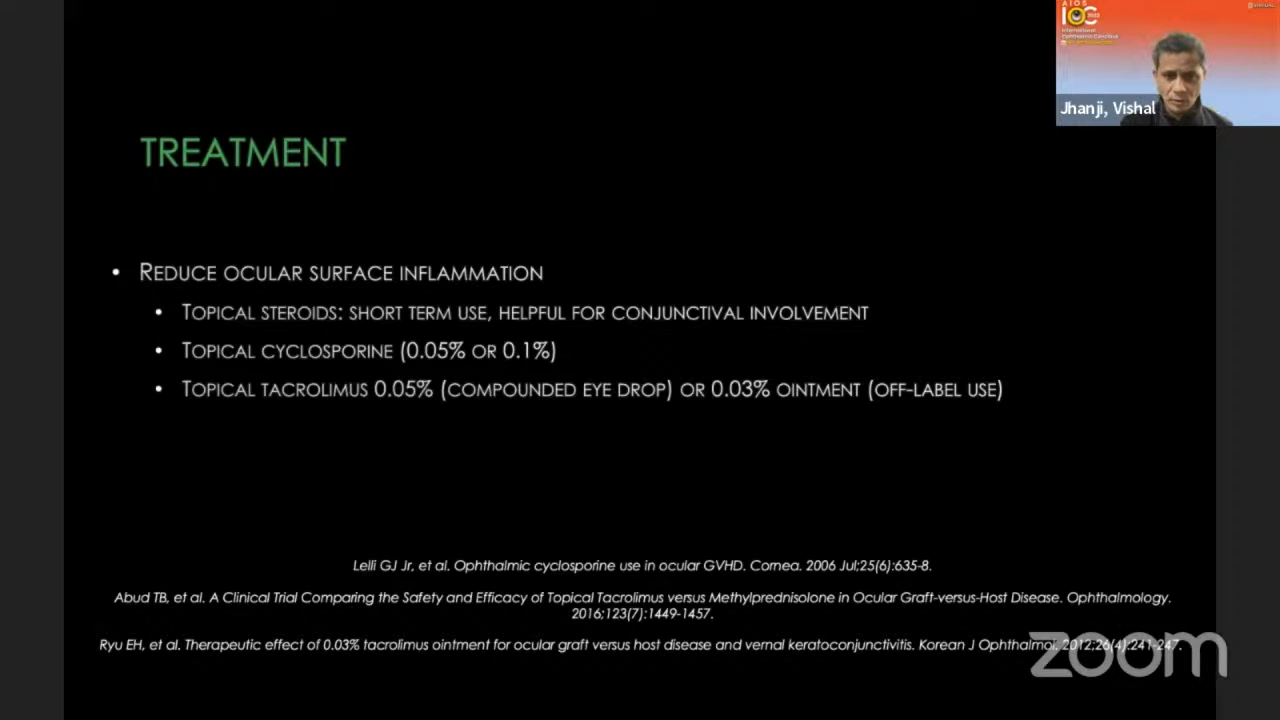 AIOS
IOC
International
Ophthalmic Conclave
Jhanji, Vishal
TREATMENT
• REDUCE OCULAR SURFACE INFLAMMATION
• TOPICAL STEROIDS: SHORT TERM USE, HELPFUL FOR CONJUNCTIVAL INVOLVEMENT
• TOPICAL CYCLOSPORINE (0.05% OR 0.1%)
• TOPICAL TACROLIMUS 0.05% (COMPOUNDED EYE DROP) OR 0.03% OINTMENT (OFF-LABEL USE)
Lelli GJ Jr, et al. Ophthalmic cyclosporine use in ocular GVHD. Cornea. 2006 Jul;25(6):635-8.
Abud TB, et al. A Clinical Trial Comparing the Safety and Efficacy of Topical Tacrolimus versus Methylprednisolone in Ocular Graft-versus-Host Disease. Ophthalmology.
2016;123(7):1449-1457.
Ryu EH, et al. Therapeutic effect of 0.03% tacrolimus ointment for ocular graft versus host disease and vernal keratoconjunctivitis. Korean J Ophthalmol. 2012;26(4):241-247.
zoom